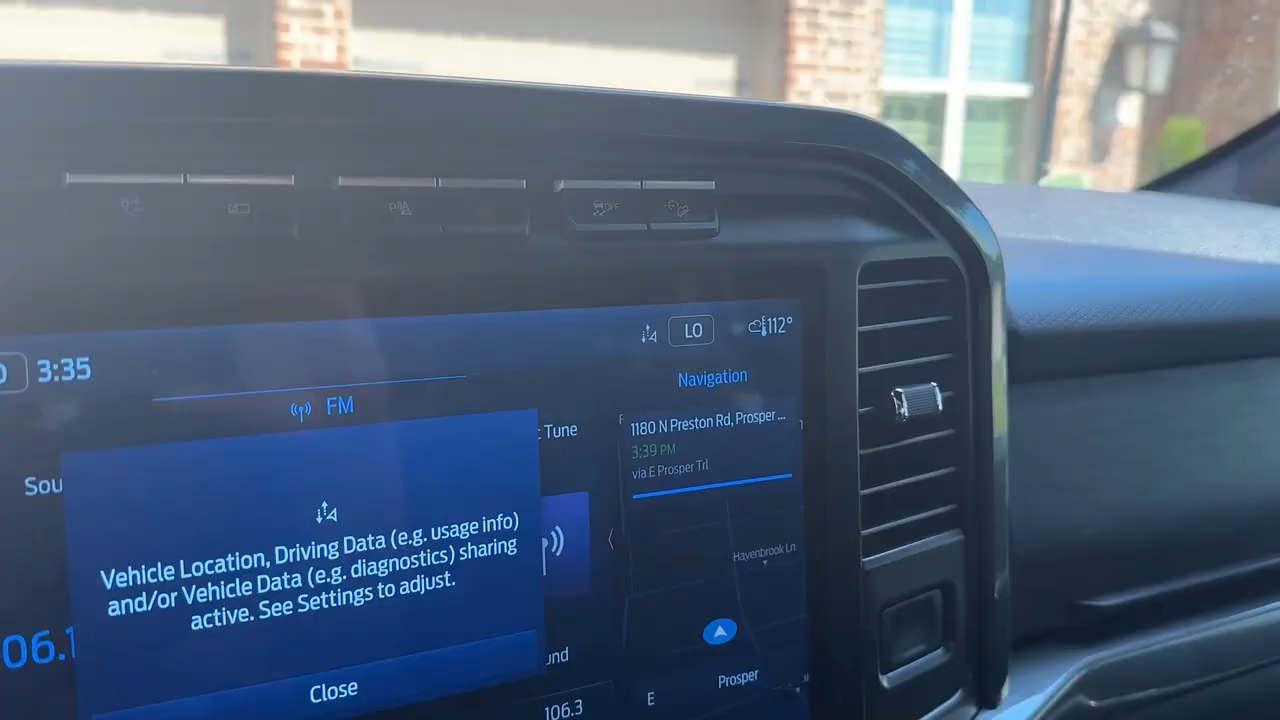 OFF
P
LO
112°
3:35
FM
Navigation
Tune
1180 N Preston Rd, Prosper ...
3:39 PM
via E Prosper Trl
Sou
Vehicle Location, Driving Data (e.g. usage info)
and/or Vehicle Data (e.g. diagnostics) sharing
active. See Settings to adjust.
Havenbrook Ln
06.1
und
Close
E
Prosper
106.3